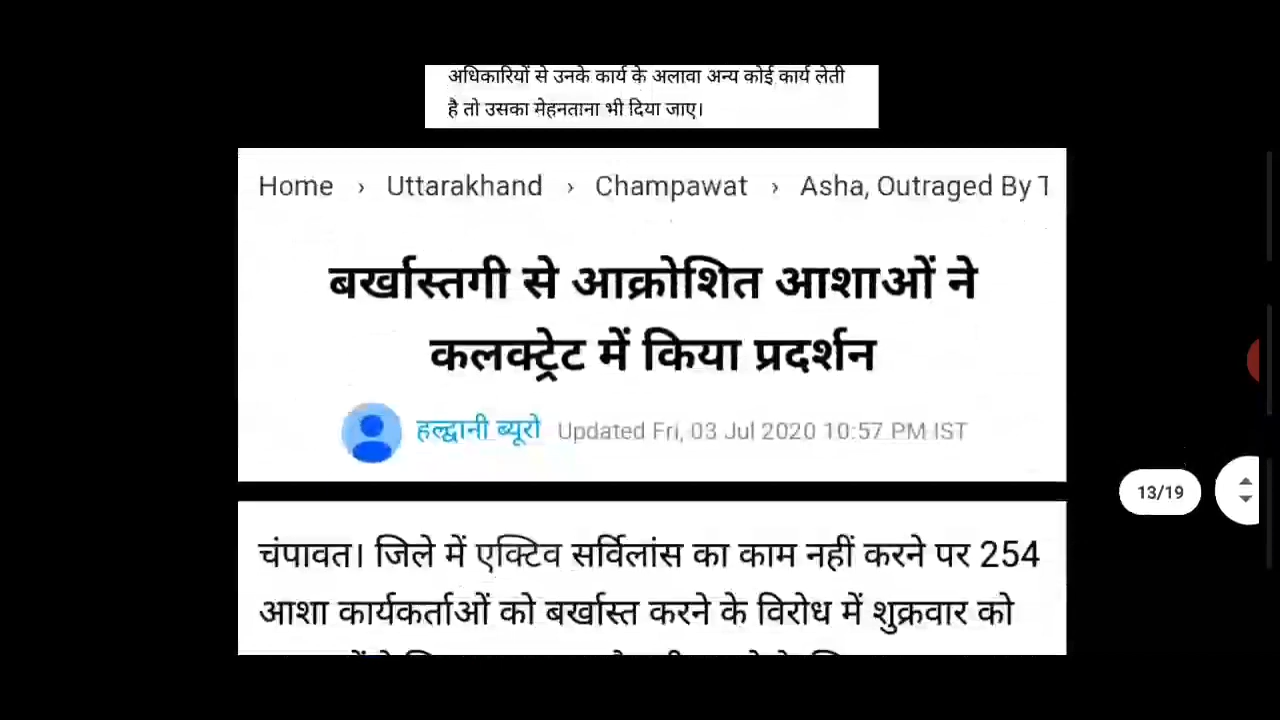 अधिकारियों से उनके कार्य के अलावा अन्य कोई कार्य लेती
है तो उसका मेहनताना भी दिया जाए।
Home › Uttarakhand › Champawat › Asha, Outraged By T
बर्खास्तगी से आक्रोशित आशाओं ने
कलक्ट्रेट में किया प्रदर्शन
हल्द्वानी ब्यूरो Updated Fri, 03 Jul 2020 10:57 PM IST
13/19
चंपावत। जिले में एक्टिव सर्विलांस का काम नहीं करने पर 254
आशा कार्यकर्ताओं को बर्खास्त करने के विरोध में शुक्रवार को